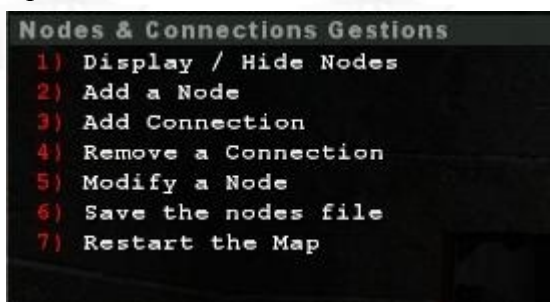 Nodes & Connections Gestions
1) Display / Hide Nodes
2) Add a Node
3) Add Connection
4) Remove a Connection
5) Modify a Node
6) Save the nodes file
7) Restart the Map